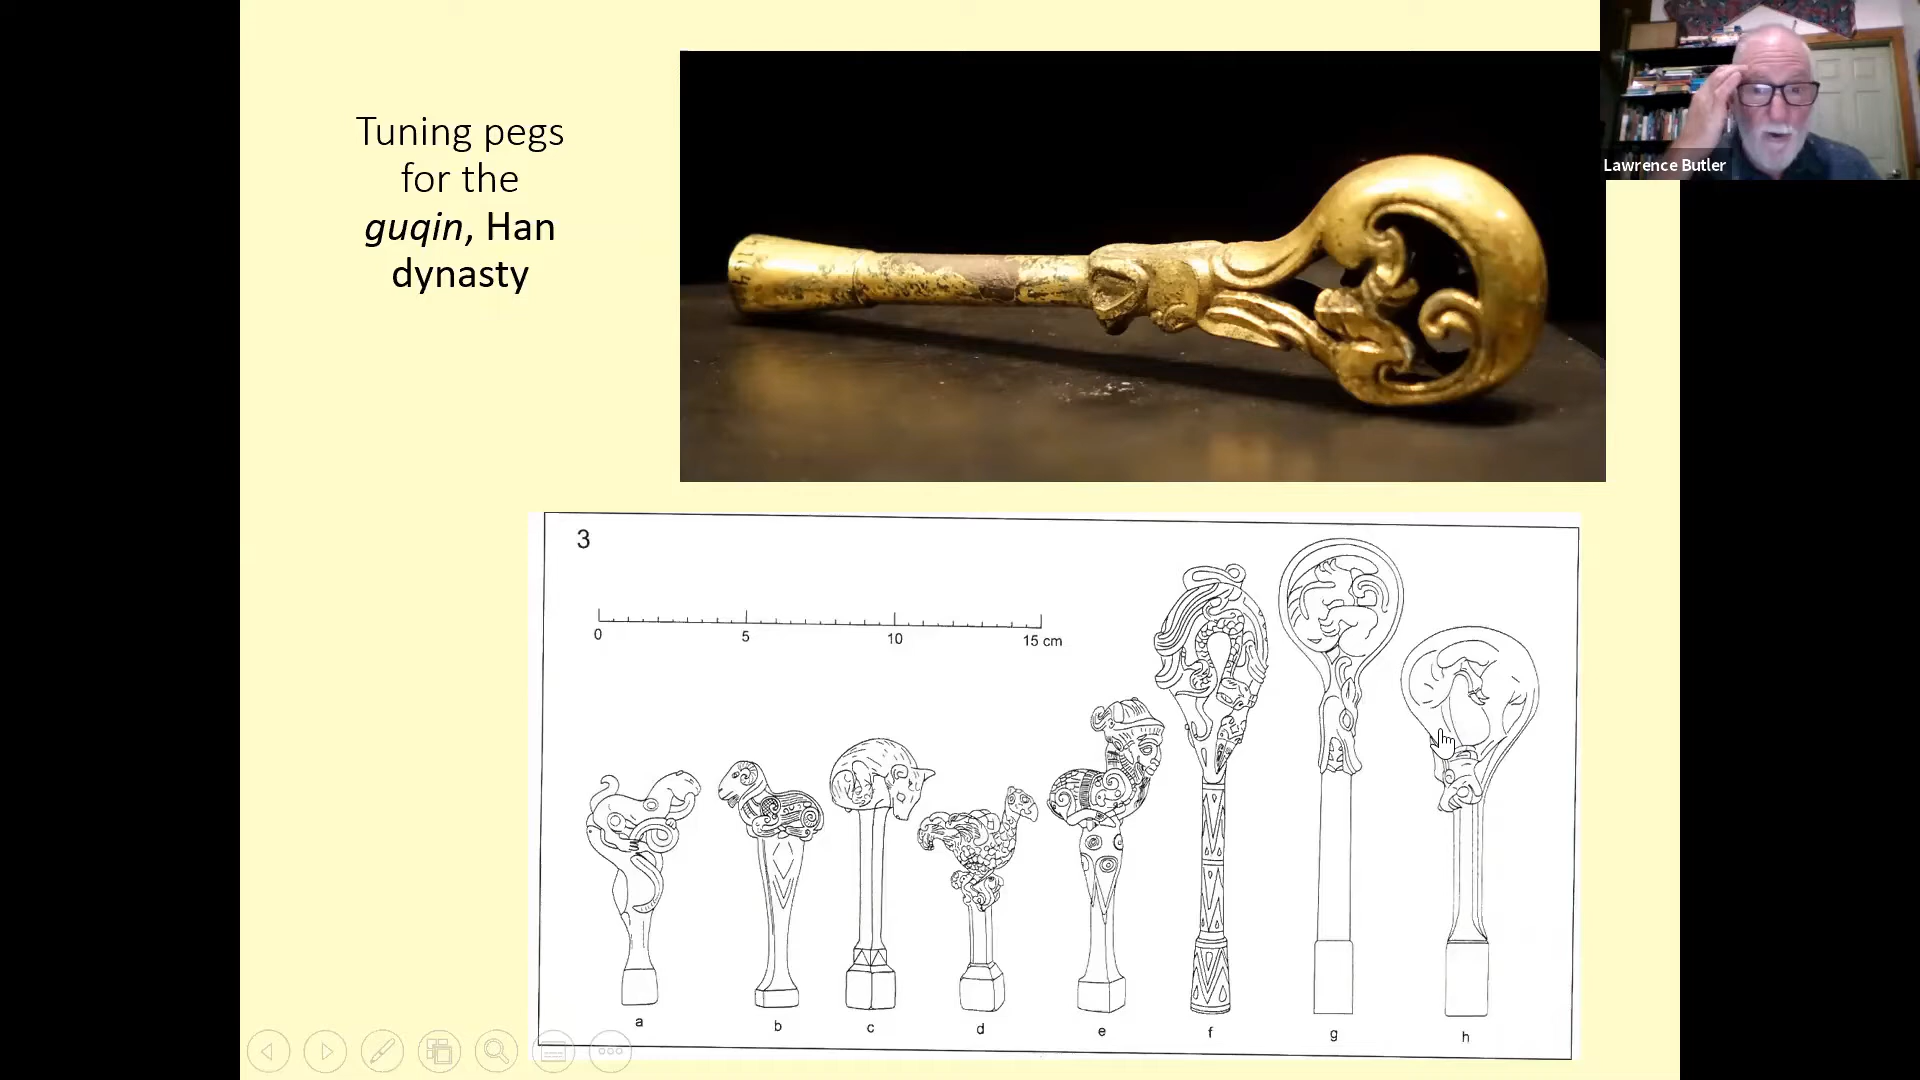 Tuning pegs
for the
guqin, Han
dynasty
Lawrence Butler
3
0 5 10 15 cm
a b c d e f g h